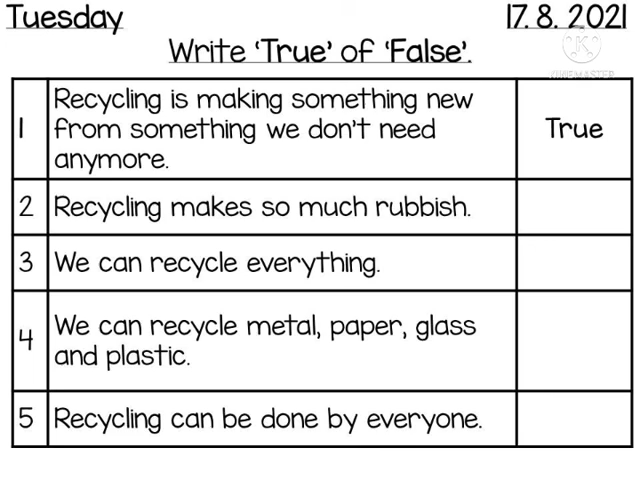 Tuesday 17. 8. 2021
Write ‘True’ of ‘False’.
KINEMASTER
1 Recycling is making something new
from something we don't need
anymore.
True
2 Recycling makes so much rubbish.
3 We can recycle everything.
4 We can recycle metal, paper, glass
and plastic.
5 Recycling can be done by everyone.